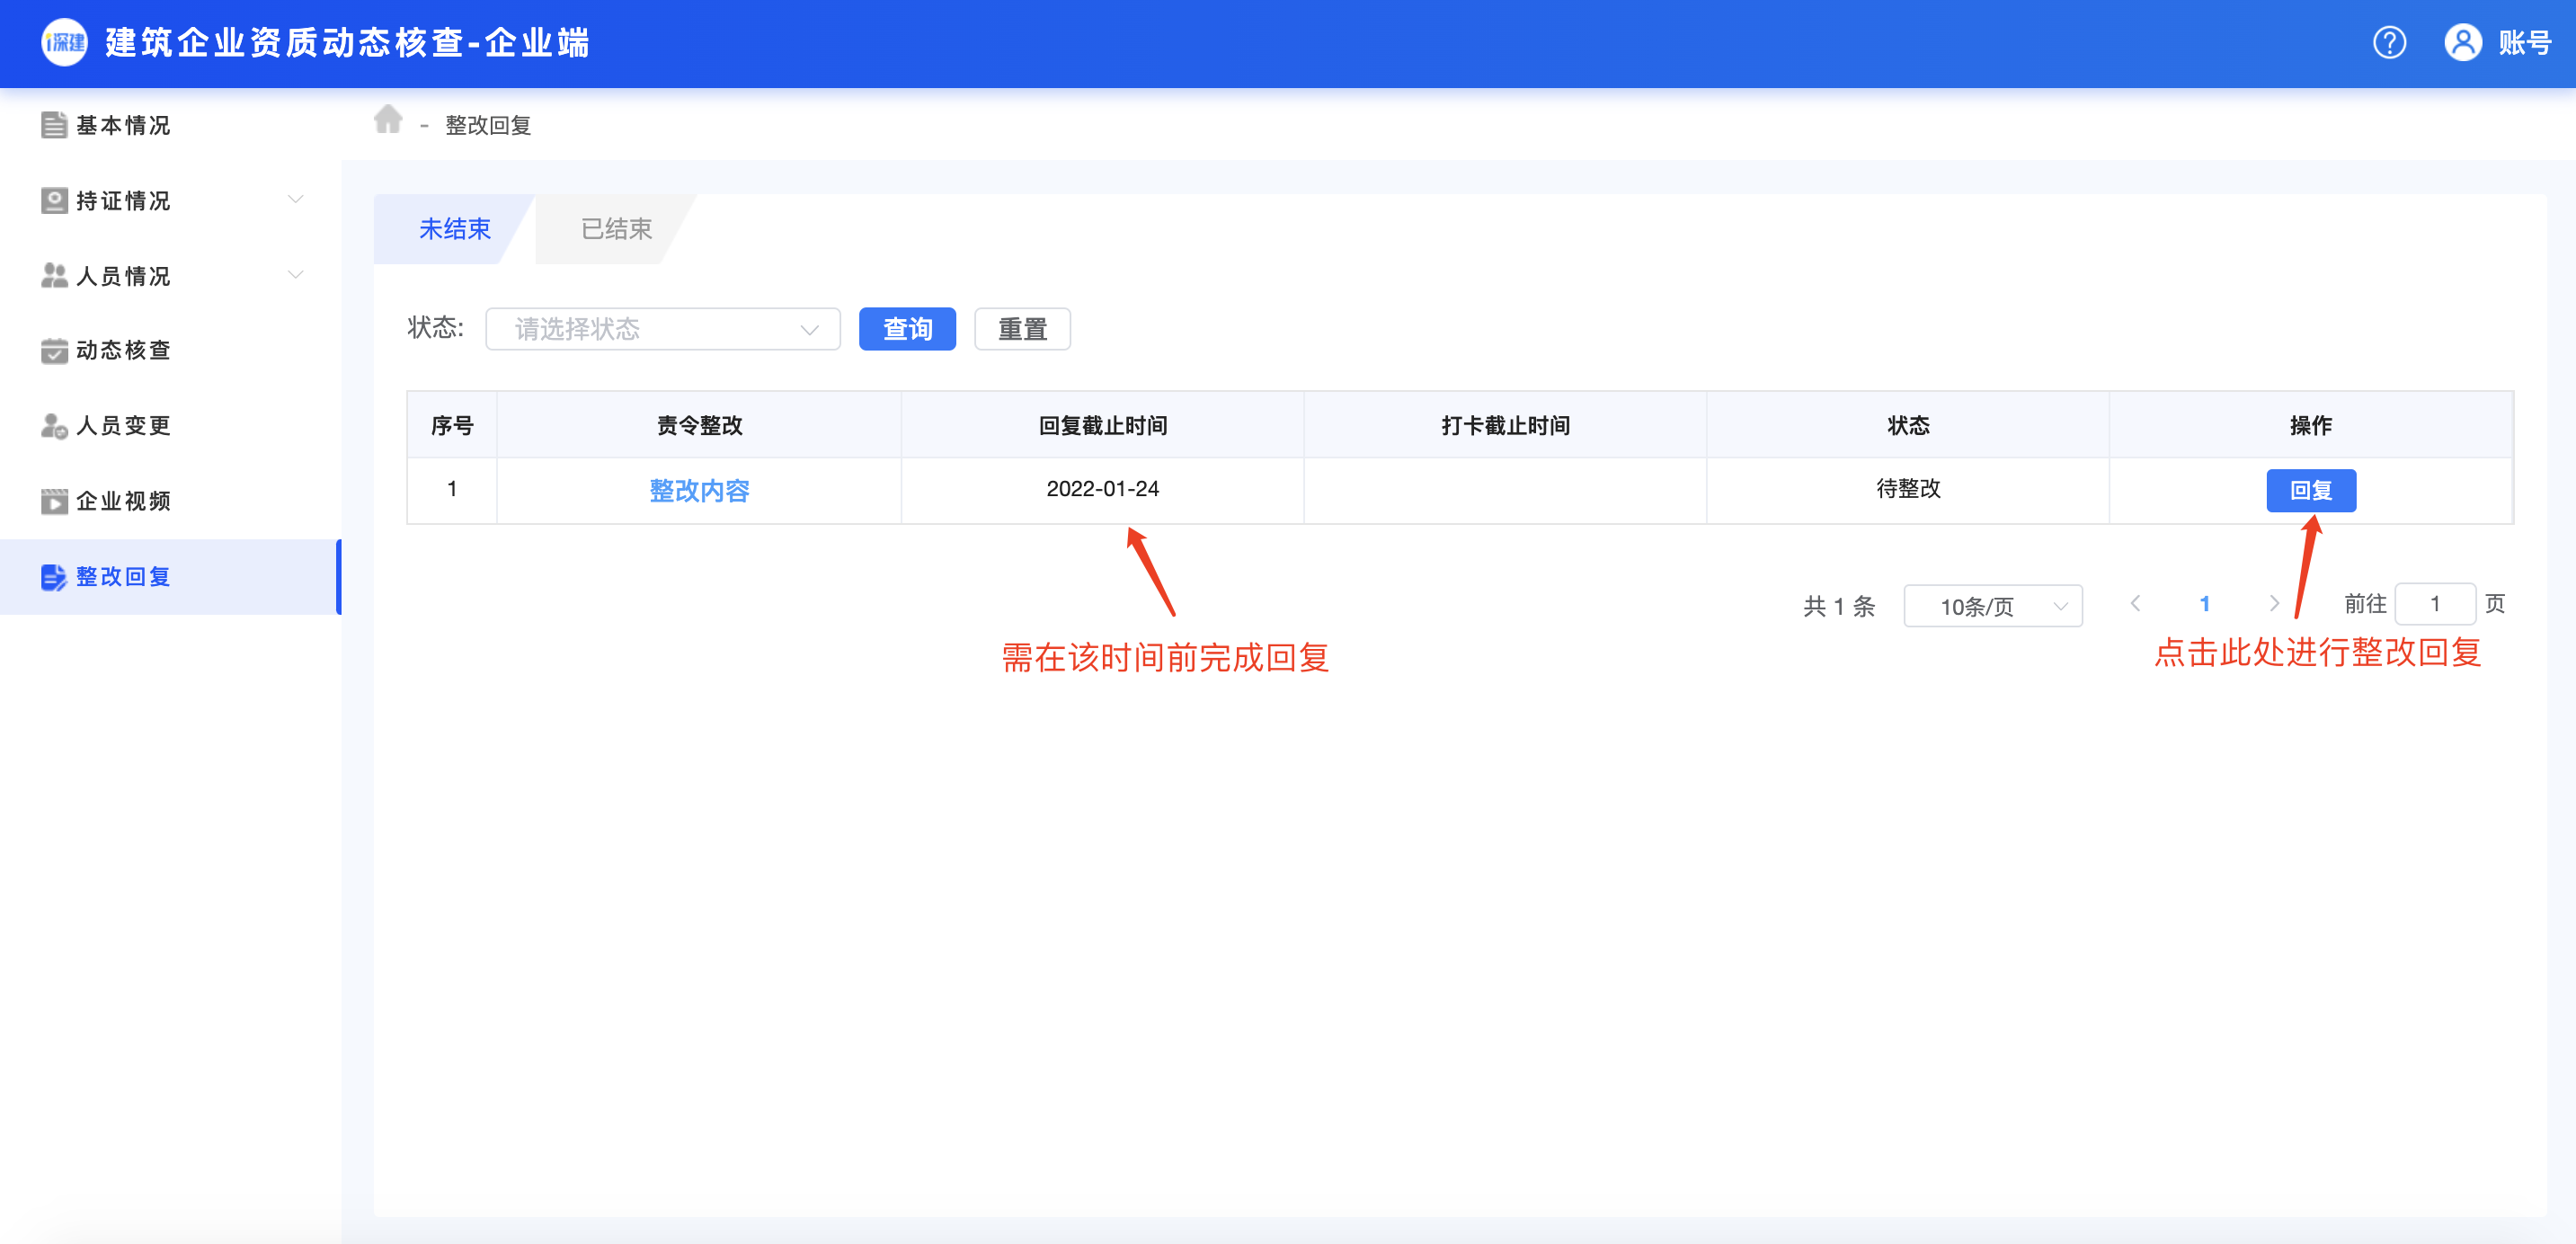 i深建 建筑企业资质动态核查-企业端
账号
基本情况
持证情况
人员情况
动态核查
人员变更
企业视频
整改回复
- 整改回复
未结束 已结束
状态: 请选择状态 查询 重置
序号 责令整改 回复截止时间 打卡截止时间 状态 操作
1 整改内容 2022-01-24 待整改 回复
共 1 条 10条/页 1 前往 1 页
需在该时间前完成回复
点击此处进行整改回复